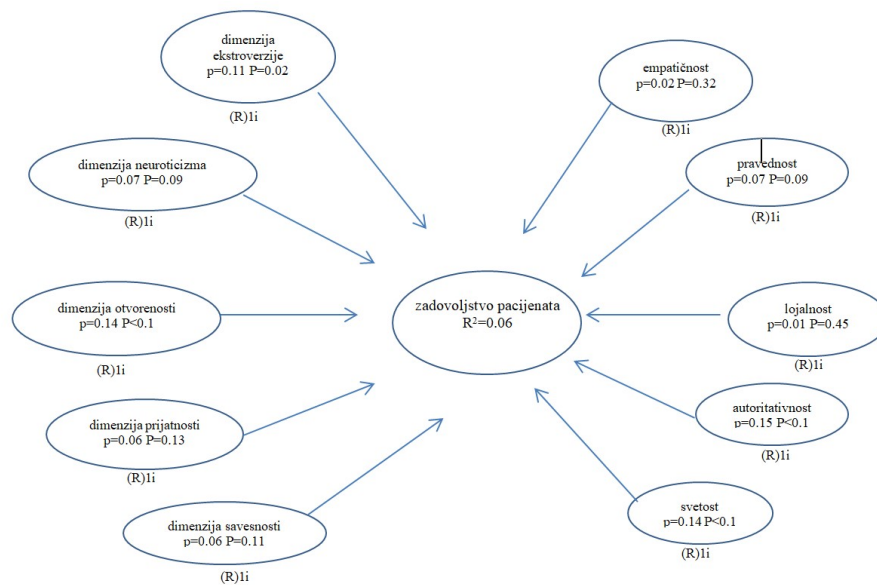 dimenzija
ekstroverzije
p=0.11 P=0.02
(R)1i
empatičnost
p=0.02 P=0.32
(R)1i
dimenzija neuroticizma
p=0.07 P=0.09
(R)1i
pravednost
p=0.07 P=0.09
(R)1i
dimenzija otvorenosti
p=0.14 P<0.1
(R)1i
zadovoljstvo pacijenata
R²=0.06
lojalnost
p=0.01 P=0.45
(R)1i
dimenzija prijatnosti
p=0.06 P=0.13
(R)1i
autoritativnost
p=0.15 P<0.1
(R)1i
dimenzija savesnosti
p=0.06 P=0.11
(R)1i
svetost
p=0.14 P<0.1
(R)1i